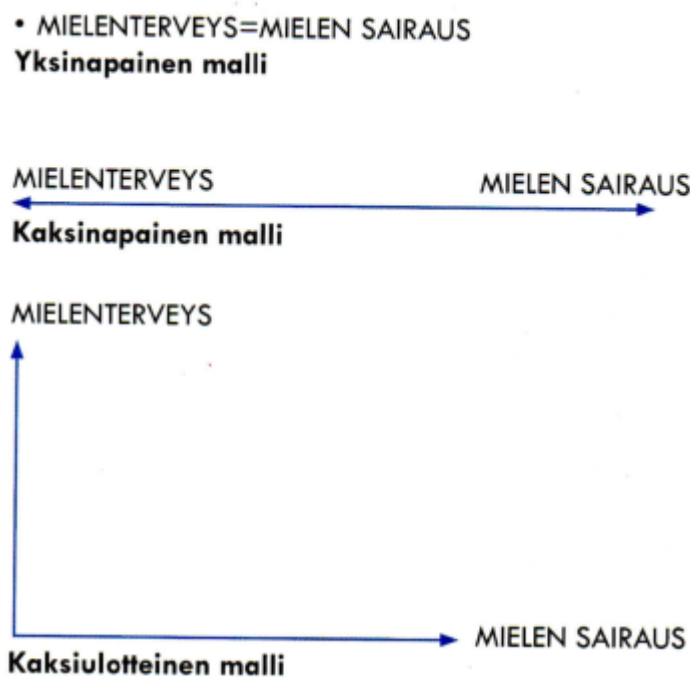 • MIELENTERVEYS=MIELEN SAIRAUS
Yksinapainen malli
MIELENTERVEYS MIELEN SAIRAUS
Kaksinapainen malli
MIELENTERVEYS
MIELEN SAIRAUS
Kaksiulotteinen malli